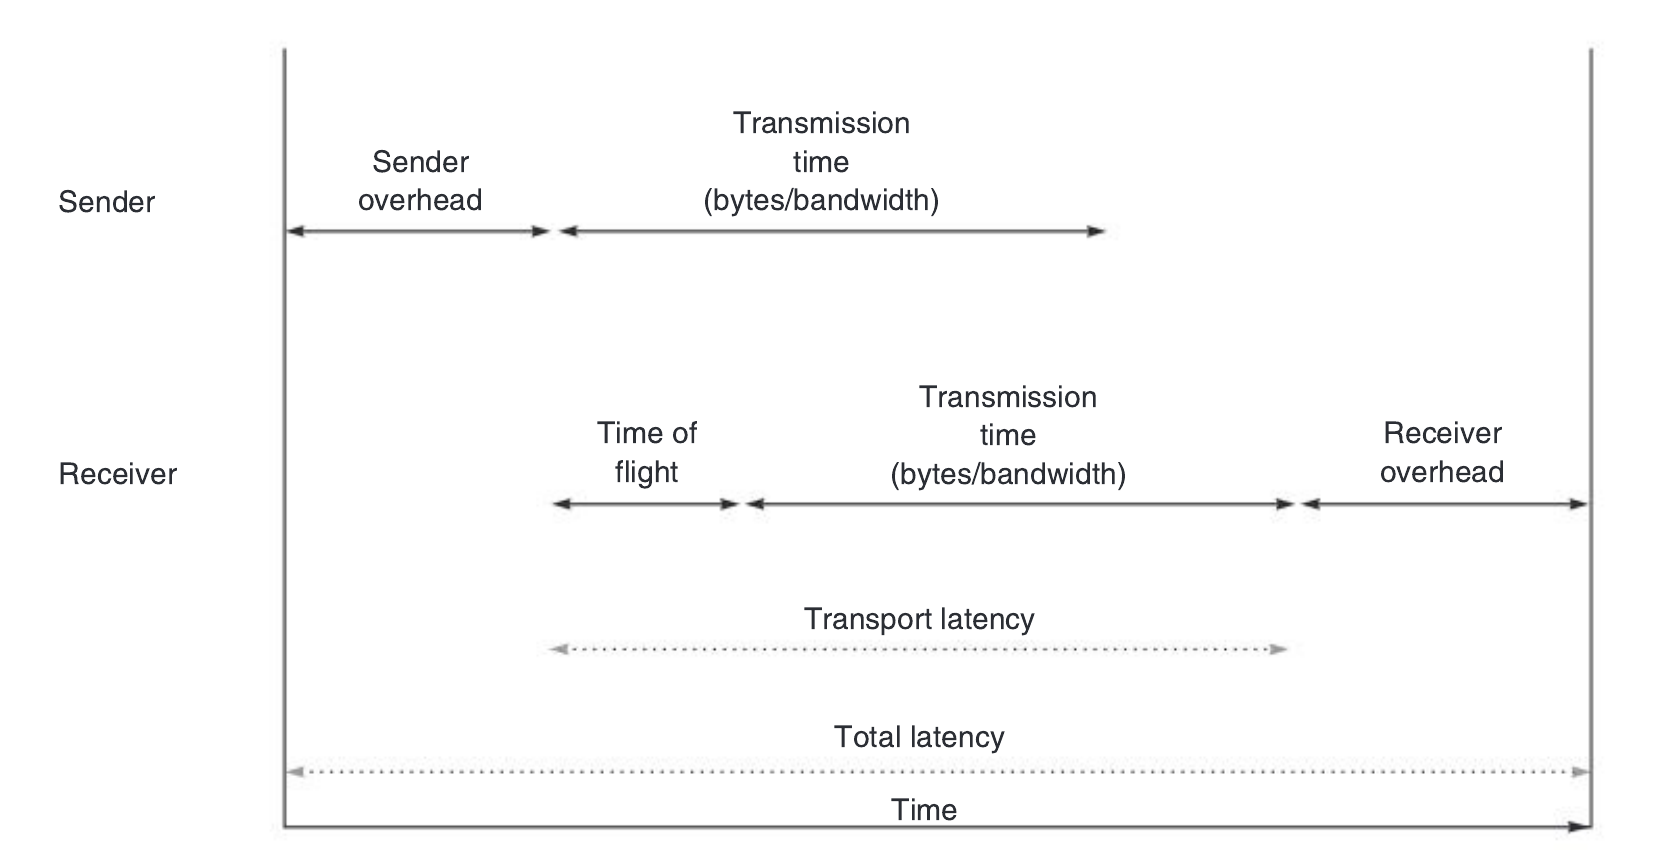 Transmission
time
(bytes/bandwidth)
Sender
overhead
Sender
Transmission
time
(bytes/bandwidth)
Time of
flight
Receiver
overhead
Receiver
Transport latency
Total latency
Time